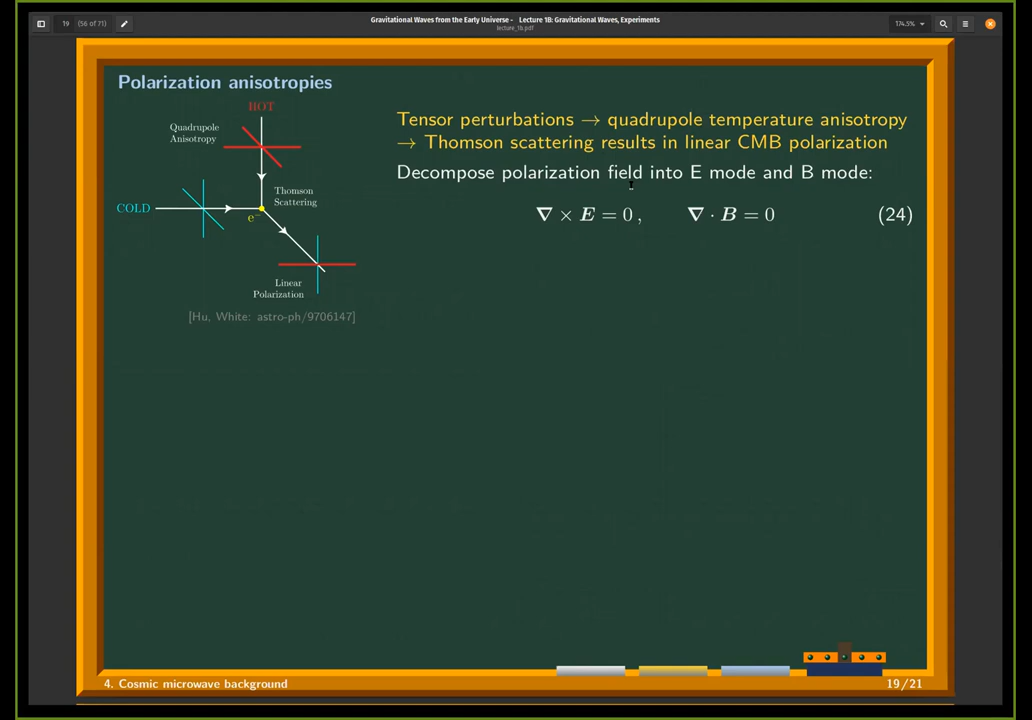 19 (56 of 71)
Gravitational Waves from the Early Universe - Lecture 1B: Gravitational Waves, Experiments
lecture_1b.pdf
174.5%
Polarization anisotropies
HOT
Quadrupole
Anisotropy
Thomson
Scattering
COLD
e⁻
Linear
Polarization
[Hu, White: astro-ph/9706147]
Tensor perturbations → quadrupole temperature anisotropy
→ Thomson scattering results in linear CMB polarization
Decompose polarization field into E mode and B mode:
∇ × E = 0 , ∇ · B = 0 (24)
4. Cosmic microwave background 19/21